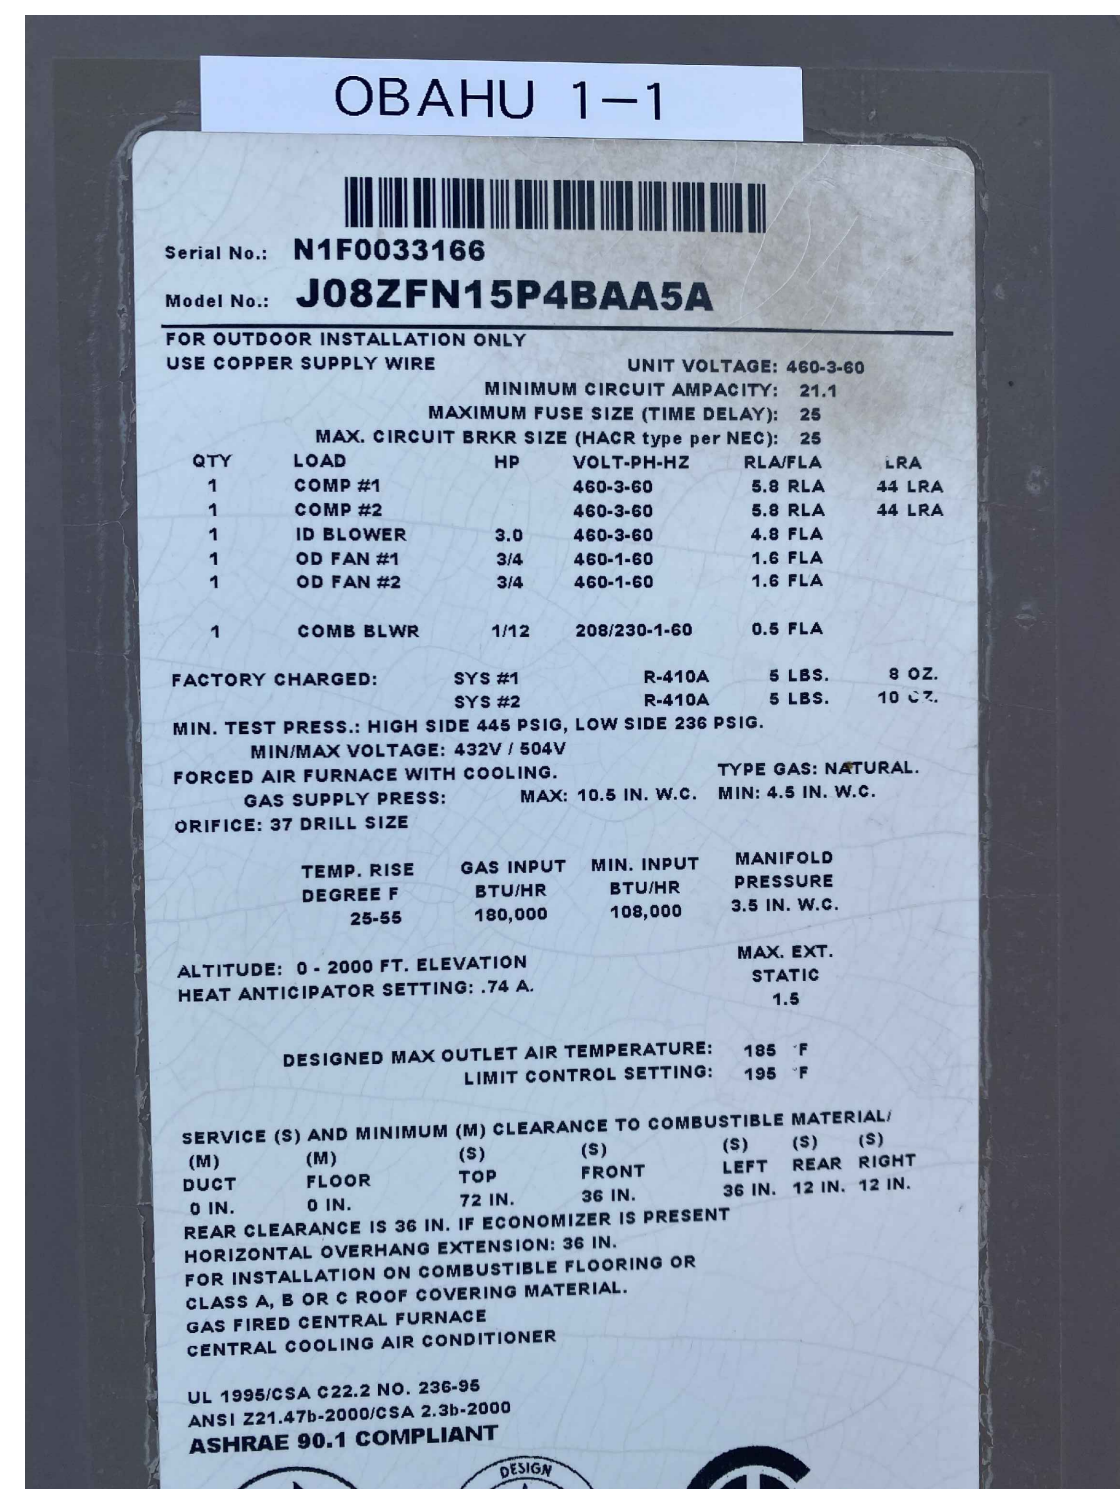 OBAHU 1-1
Serial No.: N1F0033166
Model No.: J08ZFN15P4BAA5A
FOR OUTDOOR INSTALLATION ONLY
USE COPPER SUPPLY WIRE UNIT VOLTAGE: 460-3-60
MINIMUM CIRCUIT AMPACITY: 21.1
MAXIMUM FUSE SIZE (TIME DELAY): 25
MAX. CIRCUIT BRKR SIZE (HACR type per NEC): 25
QTY LOAD HP VOLT-PH-HZ RLA/FLA LRA
1 COMP #1 460-3-60 5.8 RLA 44 LRA
1 COMP #2 460-3-60 5.8 RLA 44 LRA
1 ID BLOWER 3.0 460-3-60 4.8 FLA
1 OD FAN #1 3/4 460-1-60 1.6 FLA
1 OD FAN #2 3/4 460-1-60 1.6 FLA
1 COMB BLWR 1/12 208/230-1-60 0.5 FLA
FACTORY CHARGED: SYS #1 R-410A 5 LBS. 8 OZ.
SYS #2 R-410A 5 LBS. 10 OZ.
MIN. TEST PRESS.: HIGH SIDE 445 PSIG, LOW SIDE 236 PSIG.
MIN/MAX VOLTAGE: 432V / 504V
FORCED AIR FURNACE WITH COOLING. TYPE GAS: NATURAL.
GAS SUPPLY PRESS: MAX: 10.5 IN. W.C. MIN: 4.5 IN. W.C.
ORIFICE: 37 DRILL SIZE
TEMP. RISE GAS INPUT MIN. INPUT MANIFOLD
DEGREE F BTU/HR BTU/HR PRESSURE
25-55 180,000 108,000 3.5 IN. W.C.
MAX. EXT.
ALTITUDE: 0 - 2000 FT. ELEVATION STATIC
HEAT ANTICIPATOR SETTING: .74 A. 1.5
DESIGNED MAX OUTLET AIR TEMPERATURE: 185 °F
LIMIT CONTROL SETTING: 195 °F
SERVICE (S) AND MINIMUM (M) CLEARANCE TO COMBUSTIBLE MATERIAL/
(M) (M) (S) (S) (S) (S) (S)
DUCT FLOOR TOP FRONT LEFT REAR RIGHT
0 IN. 0 IN. 72 IN. 36 IN. 36 IN. 12 IN. 12 IN.
REAR CLEARANCE IS 36 IN. IF ECONOMIZER IS PRESENT
HORIZONTAL OVERHANG EXTENSION: 36 IN.
FOR INSTALLATION ON COMBUSTIBLE FLOORING OR
CLASS A, B OR C ROOF COVERING MATERIAL.
GAS FIRED CENTRAL FURNACE
CENTRAL COOLING AIR CONDITIONER
UL 1995/CSA C22.2 NO. 236-95
ANSI Z21.47b-2000/CSA 2.3b-2000
ASHRAE 90.1 COMPLIANT
DESIGN